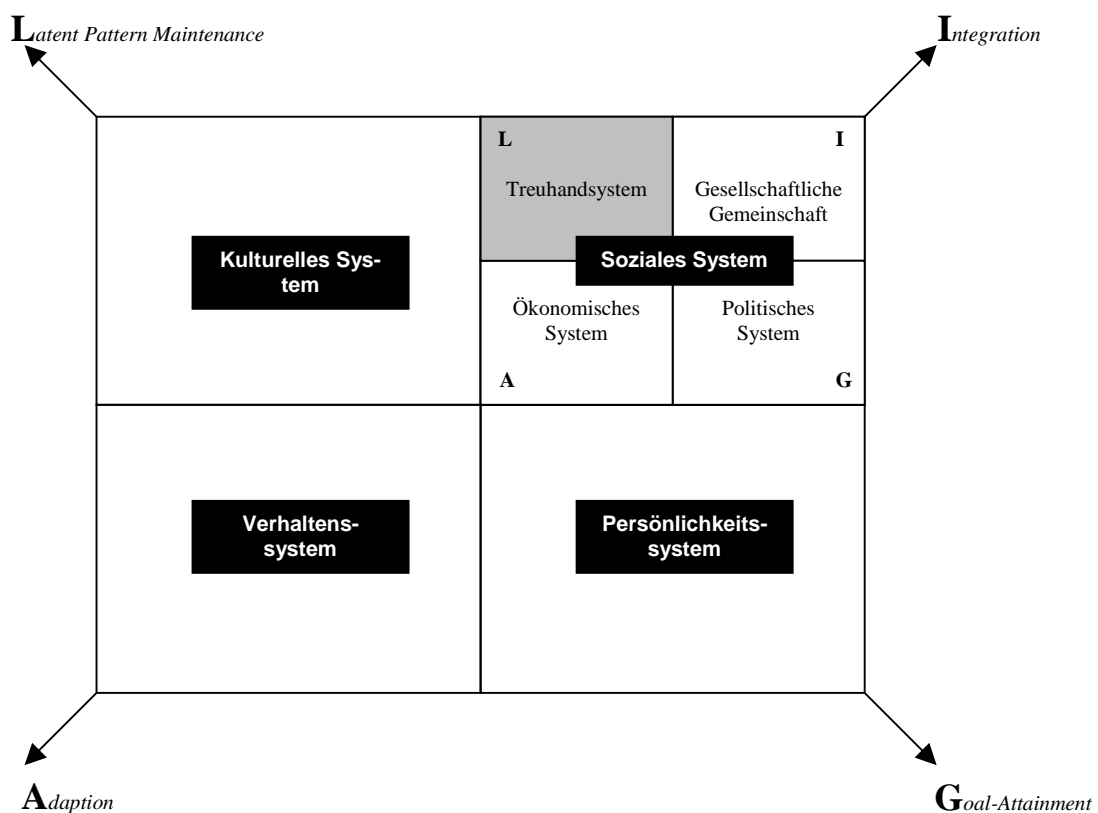 Latent Pattern Maintenance
Integration
L
I
Treuhandsystem
Gesellschaftliche
Gemeinschaft
Kulturelles Sys-
tem
Soziales System
Ökonomisches
System
Politisches
System
A
G
Verhaltens-
system
Persönlichkeits-
system
Adaption
Goal-Attainment